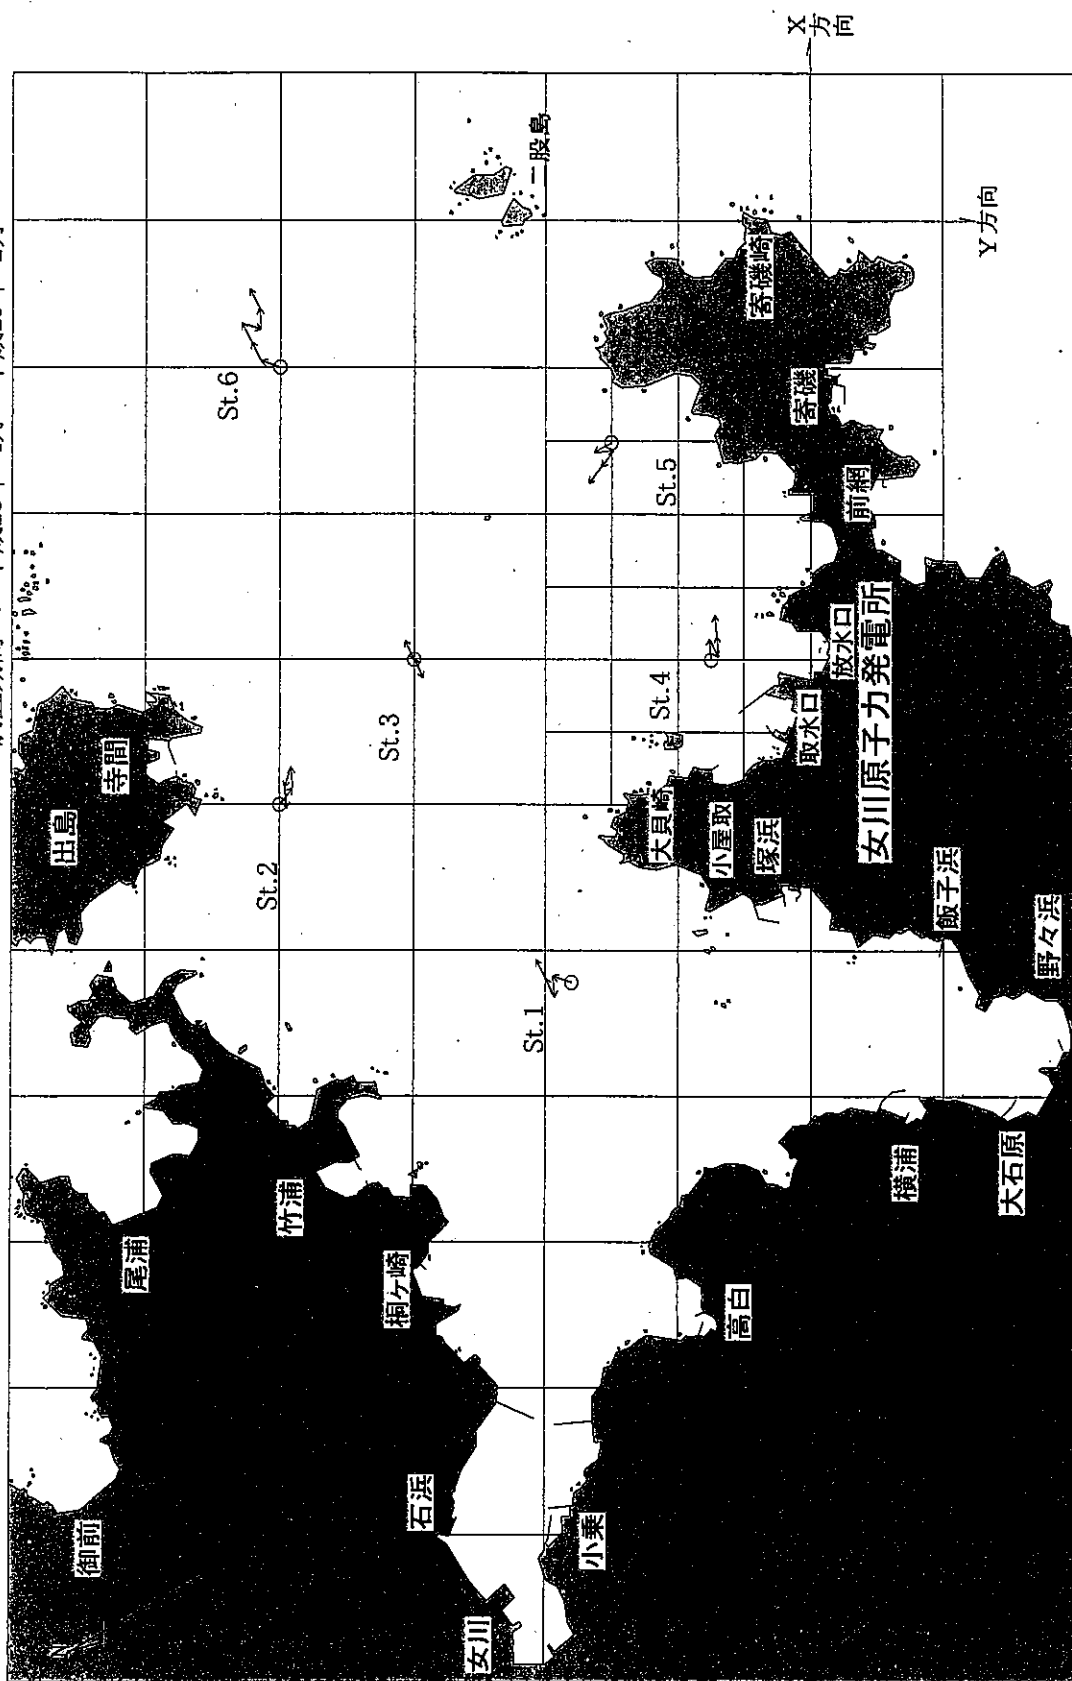 X方向
Y方向
二股島
寄磯崎
寄磯
前網
St.6
St.5
St.3
St.4
St.2
St.1
放水口
取水口
女川原子力発電所
出島
寺間
大貝崎
小屋取
塚浜
飯子浜
野々浜
尾浦
竹浦
桐ヶ崎
横浦
大石原
高白
石浜
小乗
御前
女川
N